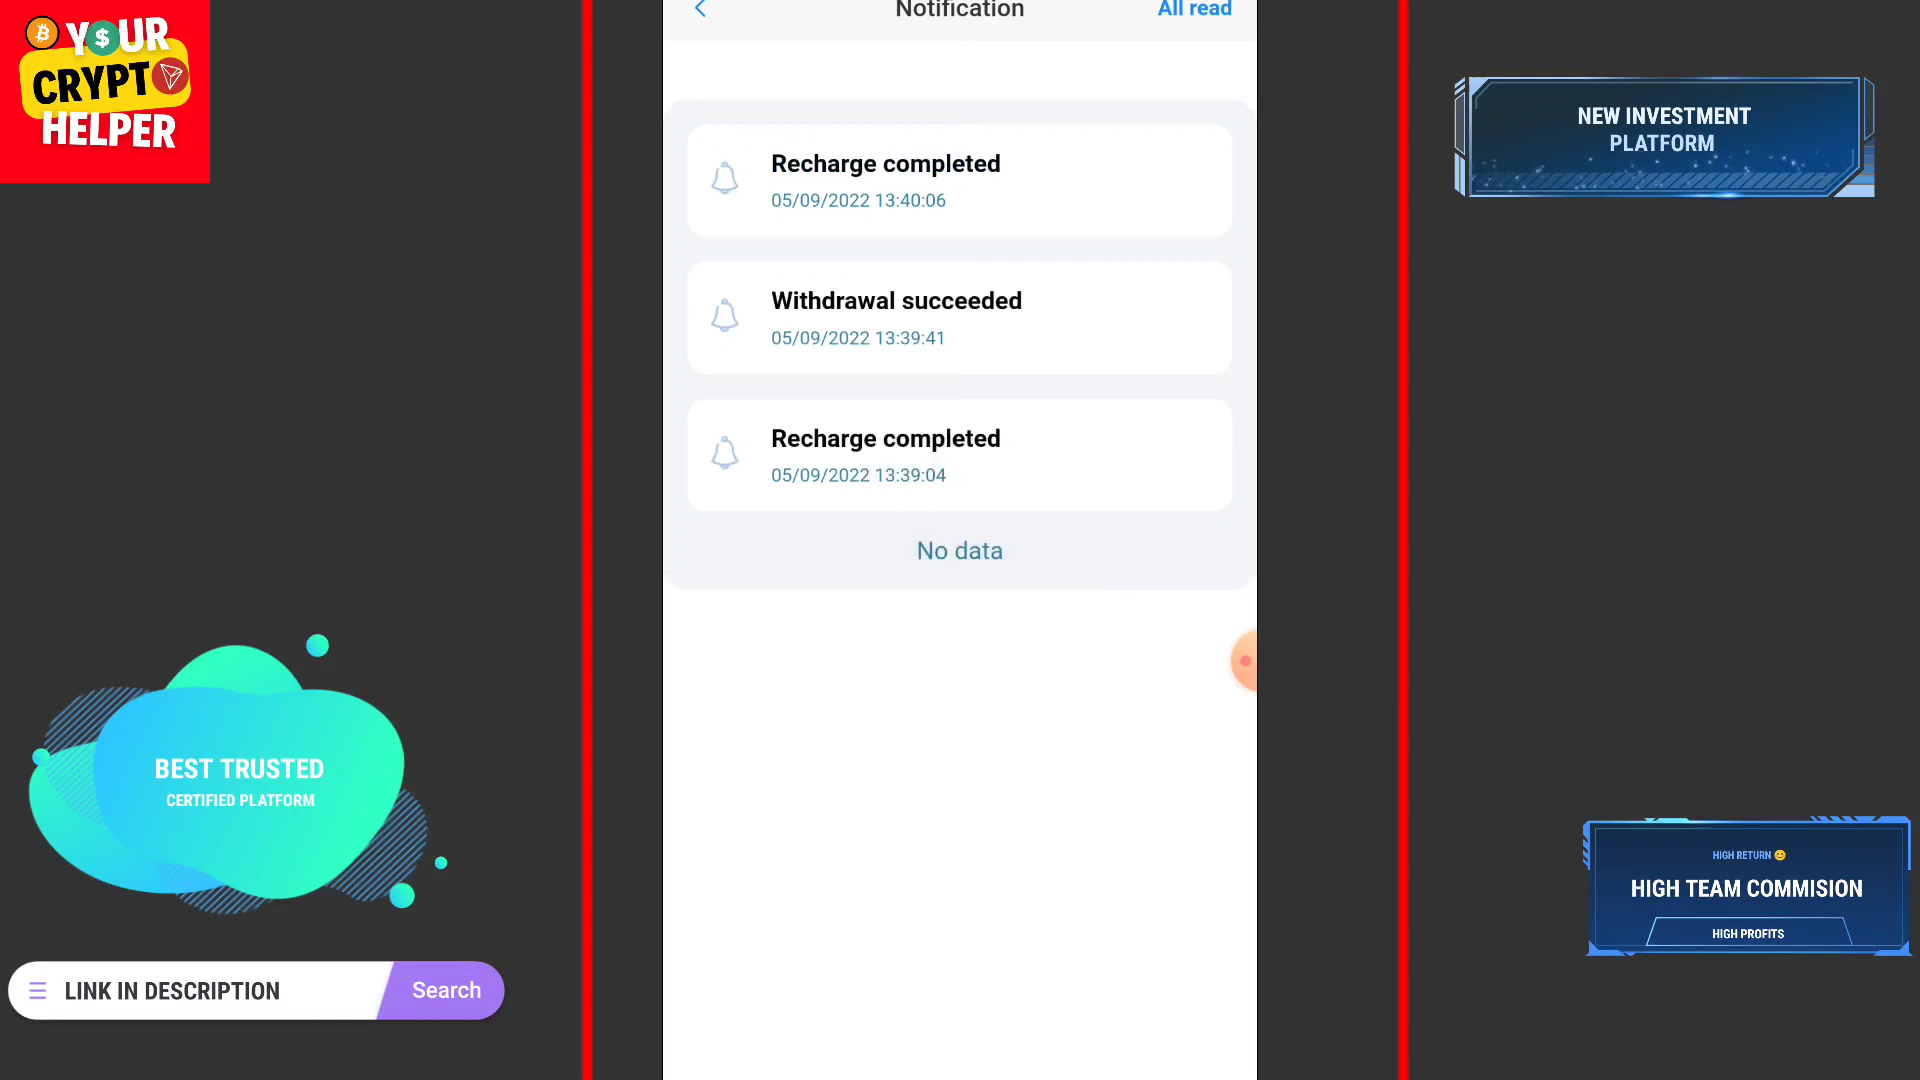 Y$UR
CRYPT
HELPER
Notification
All read
Recharge completed
05/09/2022 13:40:06
Withdrawal succeeded
05/09/2022 13:39:41
Recharge completed
05/09/2022 13:39:04
No data
NEW INVESTMENT
PLATFORM
BEST TRUSTED
CERTIFIED PLATFORM
LINK IN DESCRIPTION
Search
HIGH RETURN 😊
HIGH TEAM COMMISION
HIGH PROFITS